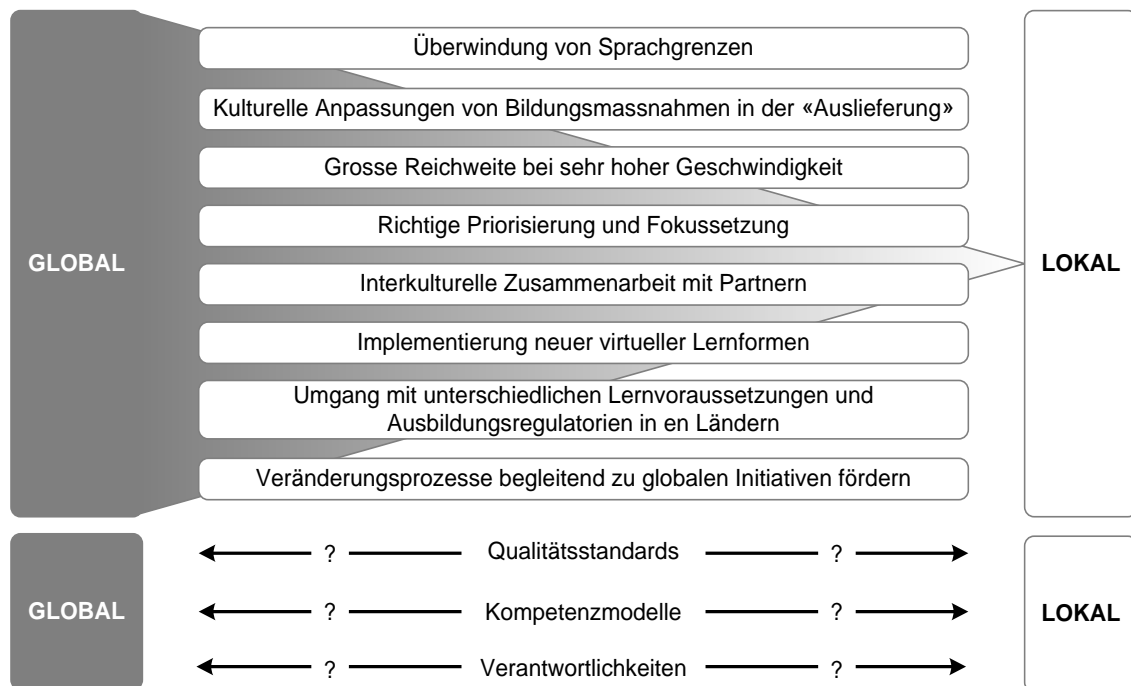 Überwindung von Sprachgrenzen
Kulturelle Anpassungen von Bildungsmassnahmen in der «Auslieferung»
Grosse Reichweite bei sehr hoher Geschwindigkeit
Richtige Priorisierung und Fokussetzung
GLOBAL
LOKAL
Interkulturelle Zusammenarbeit mit Partnern
Implementierung neuer virtueller Lernformen
Umgang mit unterschiedlichen Lernvoraussetzungen und
Ausbildungsregulatorien in en Ländern
Veränderungsprozesse begleitend zu globalen Initiativen fördern
? Qualitätsstandards ?
GLOBAL ? Kompetenzmodelle ? LOKAL
? Verantwortlichkeiten ?